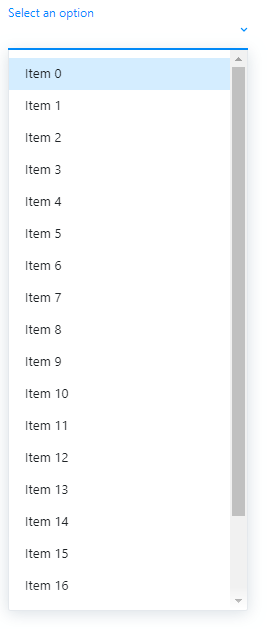 Select an option
Item 0
Item 1
Item 2
Item 3
Item 4
Item 5
Item 6
Item 7
Item 8
Item 9
Item 10
Item 11
Item 12
Item 13
Item 14
Item 15
Item 16